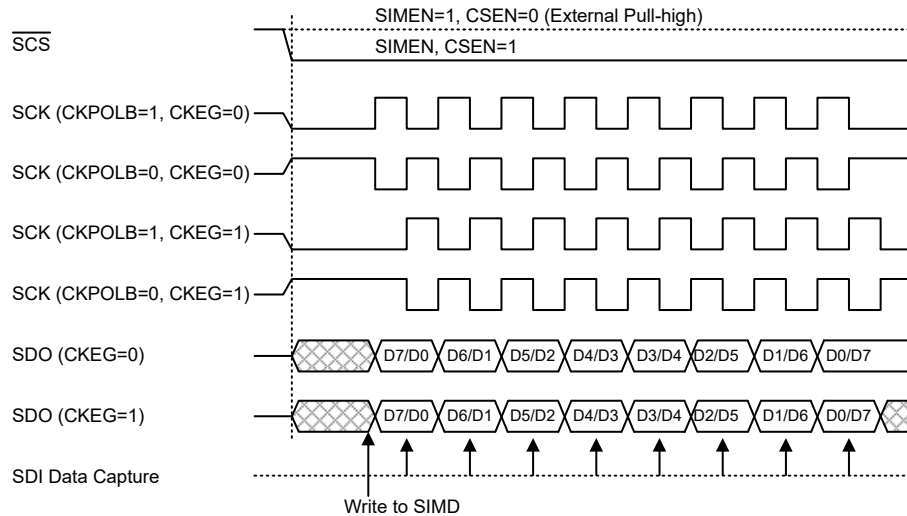 SIMEN=1, CSEN=0 (External Pull-high)
SCS
SIMEN, CSEN=1
SCK (CKPOLB=1, CKEG=0)
SCK (CKPOLB=0, CKEG=0)
SCK (CKPOLB=1, CKEG=1)
SCK (CKPOLB=0, CKEG=1)
SDO (CKEG=0) D7/D0 D6/D1 D5/D2 D4/D3 D3/D4 D2/D5 D1/D6 D0/D7
SDO (CKEG=1) D7/D0 D6/D1 D5/D2 D4/D3 D3/D4 D2/D5 D1/D6 D0/D7
SDI Data Capture
Write to SIMD